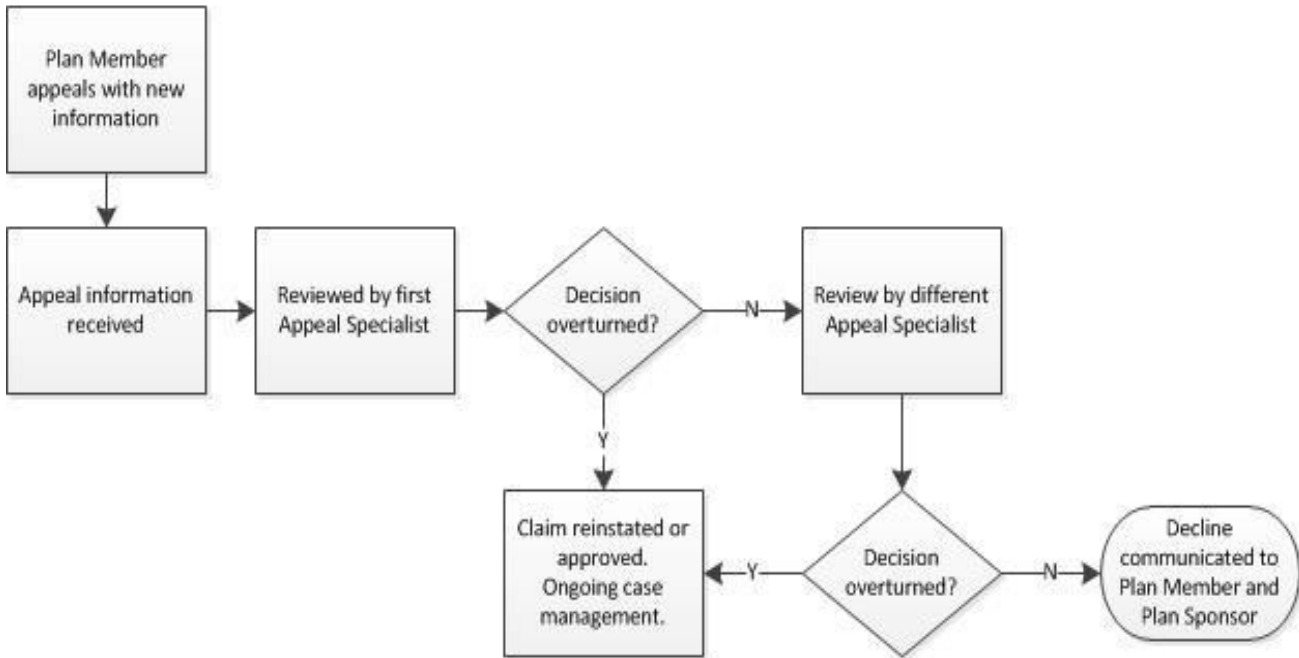 Plan Member
appeals with new
information
Appeal information
received
Reviewed by first
Appeal Specialist
Decision
overturned?
N
Review by different
Appeal Specialist
Y
Claim reinstated or
approved.
Ongoing case
management.
Y
Decision
overturned?
N
Decline
communicated to
Plan Member and
Plan Sponsor